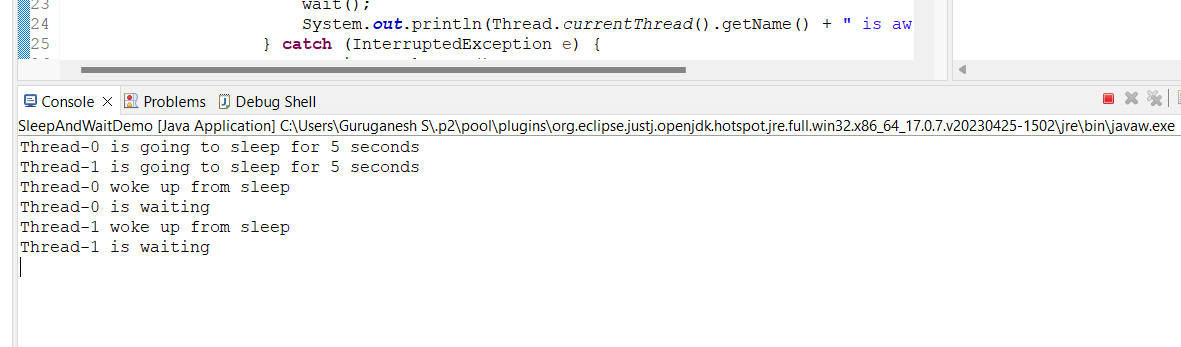 23 wait();
24 System.out.println(Thread.currentThread().getName() + " is aw
25 } catch (InterruptedException e) {
Console Problems Debug Shell
SleepAndWaitDemo [Java Application] C:\Users\Guruganesh S\.p2\pool\plugins\org.eclipse.justj.openjdk.hotspot.jre.full.win32.x86_64_17.0.7.v20230425-1502\jre\bin\javaw.exe
Thread-0 is going to sleep for 5 seconds
Thread-1 is going to sleep for 5 seconds
Thread-0 woke up from sleep
Thread-0 is waiting
Thread-1 woke up from sleep
Thread-1 is waiting